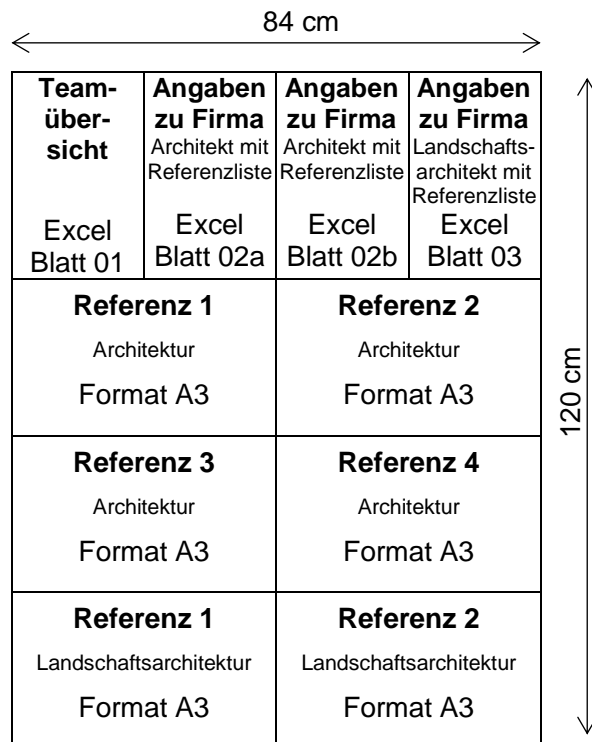 84 cm
Team-
über-
sicht
Excel
Blatt 01
Angaben
zu Firma
Architekt mit
Referenzliste
Excel
Blatt 02a
Angaben
zu Firma
Architekt mit
Referenzliste
Excel
Blatt 02b
Angaben
zu Firma
Landschafts-
architekt mit
Referenzliste
Excel
Blatt 03
120 cm
Referenz 1
Architektur
Format A3
Referenz 2
Architektur
Format A3
Referenz 3
Architektur
Format A3
Referenz 4
Architektur
Format A3
Referenz 1
Landschaftsarchitektur
Format A3
Referenz 2
Landschaftsarchitektur
Format A3